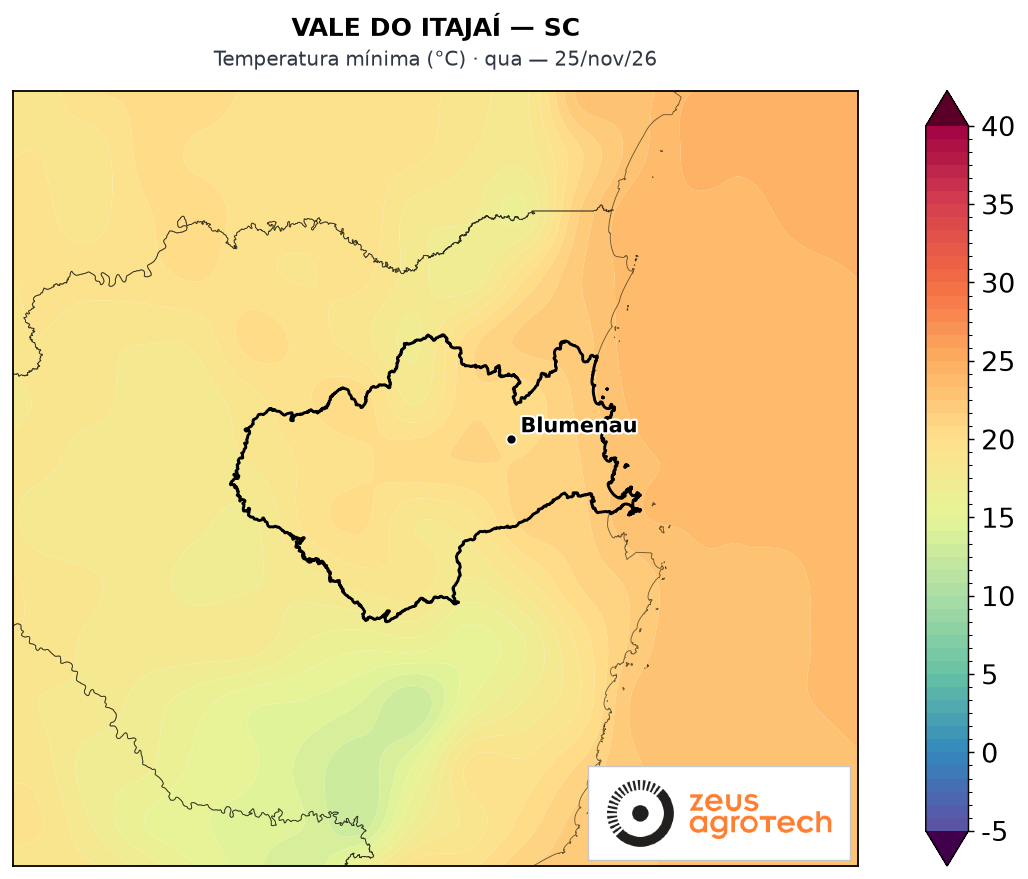 VALE DO ITAJAÍ — SC
Temperatura mínima (°C) · qua — 25/nov/26
Blumenau
40
35
30
25
20
15
10
5
0
-5
zeus
agrotech